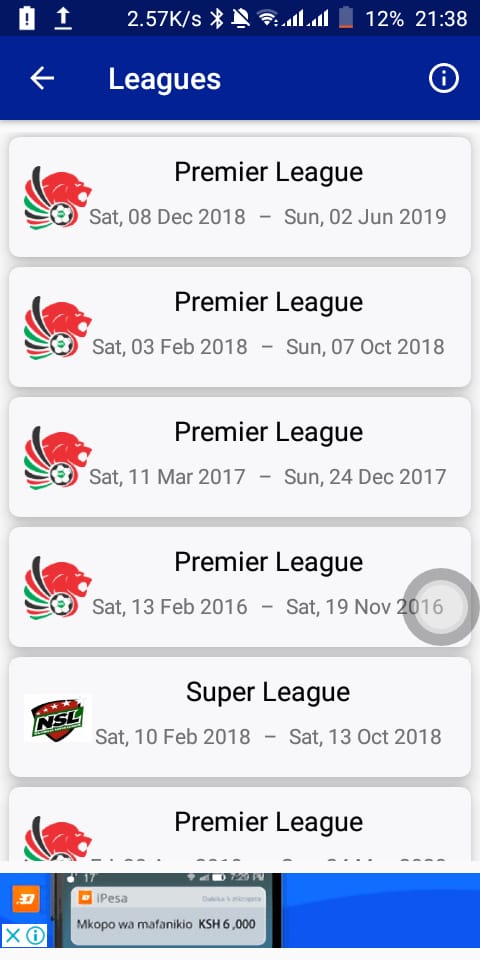 2.57K/s 12% 21:38
Leagues
Premier League
Sat, 08 Dec 2018 – Sun, 02 Jun 2019
Premier League
Sat, 03 Feb 2018 – Sun, 07 Oct 2018
Premier League
Sat, 11 Mar 2017 – Sun, 24 Dec 2017
Premier League
Sat, 13 Feb 2016 – Sat, 19 Nov 2016
NSL
Super League
Sat, 10 Feb 2018 – Sat, 13 Oct 2018
Premier League
7:29 PM
iPesa
Mkopo wa mafanikio KSH 6,000